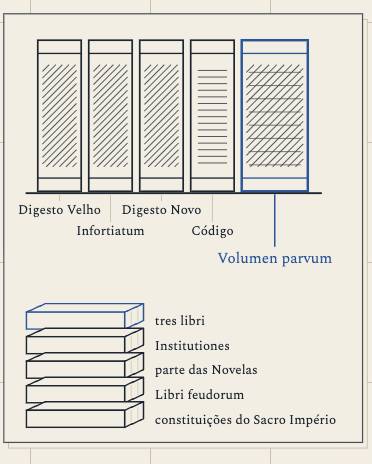 Digesto Velho Digesto Novo
Infortiatum Código
Volumen parvum
tres libri
Institutiones
parte das Novelas
Libri feudorum
constituições do Sacro Império